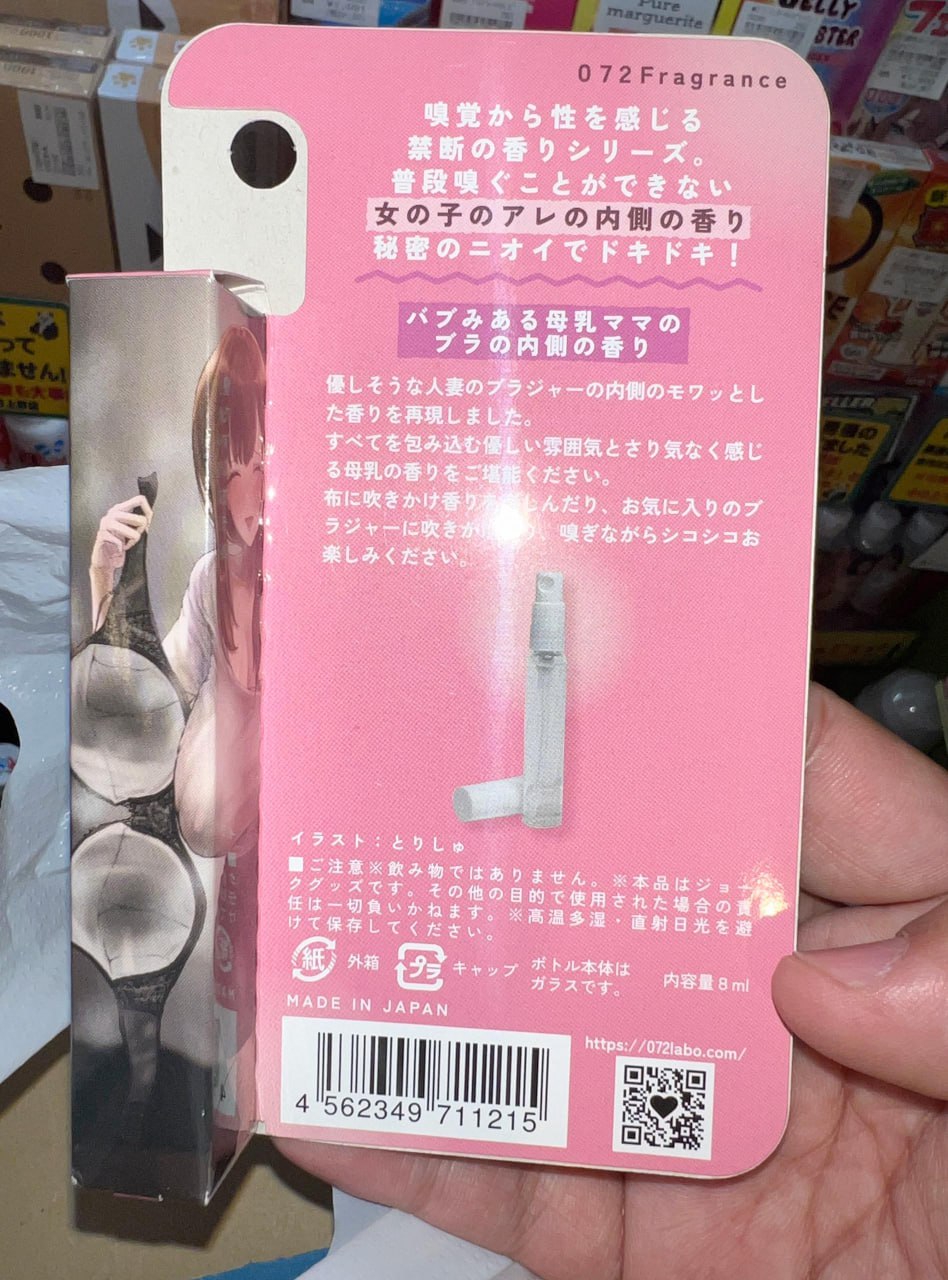 072Fragrance
嗅覚から性を感じる
禁断の香りシリーズ。
普段嗅ぐことができない
女の子のアレの内側の香り
秘密のニオイでドキドキ！
バブみある母乳ママの
ブラの内側の香り
優しそうな人妻のブラジャーの内側のモワッとし
た香りを再現しました。
すべてを包み込む優しい雰囲気とさり気なく感じ
る母乳の香りをご堪能ください。
布に吹きかけ香り しんだり、お気に入りのブ
ラジャーに吹きか 嗅ぎながらシコシコお
楽しみください。
イラスト：とりしゅ
■ご注意※飲み物ではありません。※本品はジョー
クグッズです。その他の目的で使用された場合の責
任は一切負いかねます。※高温多湿・直射日光を避
けて保存してください。
紙 外箱 プラ キャップ ボトル本体は
ガラスです。 内容量8ml
MADE IN JAPAN
4 562349 711215
https://072labo.com/
Pure
marguerite